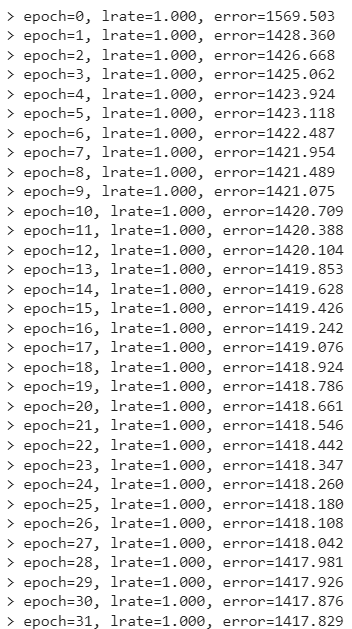 > epoch=0, lrate=1.000, error=1569.503
> epoch=1, lrate=1.000, error=1428.360
> epoch=2, lrate=1.000, error=1426.668
> epoch=3, lrate=1.000, error=1425.062
> epoch=4, lrate=1.000, error=1423.924
> epoch=5, lrate=1.000, error=1423.118
> epoch=6, lrate=1.000, error=1422.487
> epoch=7, lrate=1.000, error=1421.954
> epoch=8, lrate=1.000, error=1421.489
> epoch=9, lrate=1.000, error=1421.075
> epoch=10, lrate=1.000, error=1420.709
> epoch=11, lrate=1.000, error=1420.388
> epoch=12, lrate=1.000, error=1420.104
> epoch=13, lrate=1.000, error=1419.853
> epoch=14, lrate=1.000, error=1419.628
> epoch=15, lrate=1.000, error=1419.426
> epoch=16, lrate=1.000, error=1419.242
> epoch=17, lrate=1.000, error=1419.076
> epoch=18, lrate=1.000, error=1418.924
> epoch=19, lrate=1.000, error=1418.786
> epoch=20, lrate=1.000, error=1418.661
> epoch=21, lrate=1.000, error=1418.546
> epoch=22, lrate=1.000, error=1418.442
> epoch=23, lrate=1.000, error=1418.347
> epoch=24, lrate=1.000, error=1418.260
> epoch=25, lrate=1.000, error=1418.180
> epoch=26, lrate=1.000, error=1418.108
> epoch=27, lrate=1.000, error=1418.042
> epoch=28, lrate=1.000, error=1417.981
> epoch=29, lrate=1.000, error=1417.926
> epoch=30, lrate=1.000, error=1417.876
> epoch=31, lrate=1.000, error=1417.829